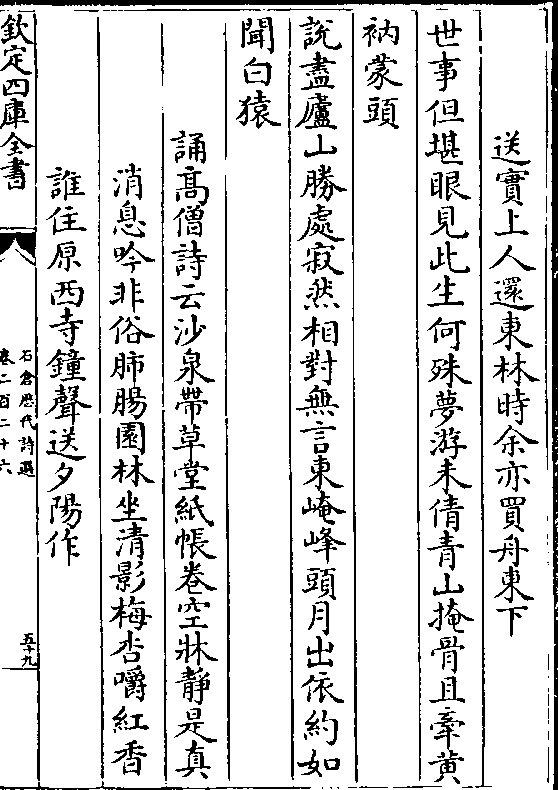 送實上人還東林時余亦買舟東下
世事但堪眼見此生何殊夢游未倩青山掩骨且牽黄
衲蒙頭
說盡廬山勝處寂然相對無言東崦峰頭月出依約如
聞白猿
誦髙僧詩云沙泉帶草堂紙帳卷空牀静是真
消息吟非俗肺腸園林坐清影梅杏嚼紅香
誰住原西寺鐘聲送夕陽作
欽定四庫全書
石倉歴代詩選
卷二百二十六
五十九